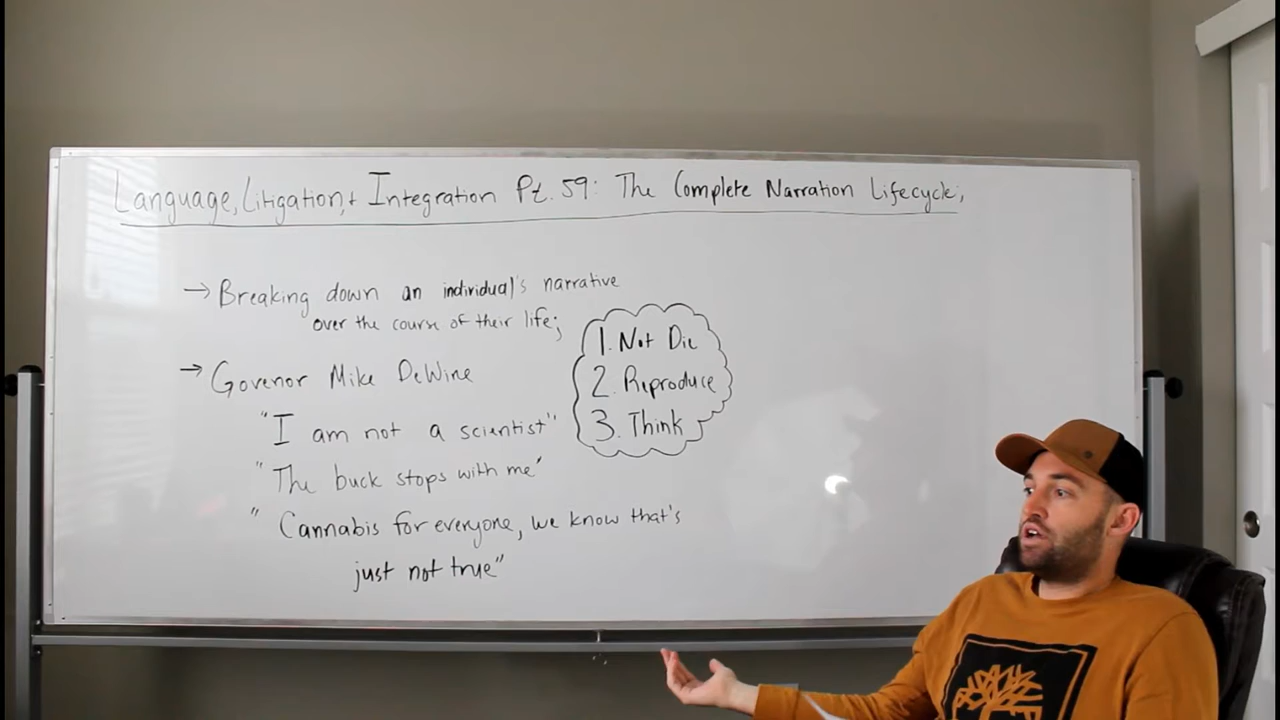 Language, Litigation, + Integration Pt. 59: The Complete Narration Lifecycle;
→ Breaking down an individual's narrative
over the course of their life;
1. Not Die
2. Reproduce
3. Think
→ Govenor Mike DeWine
"I am not a scientist"
"The buck stops with me"
"Cannabis for everyone, we know that's
just not true"